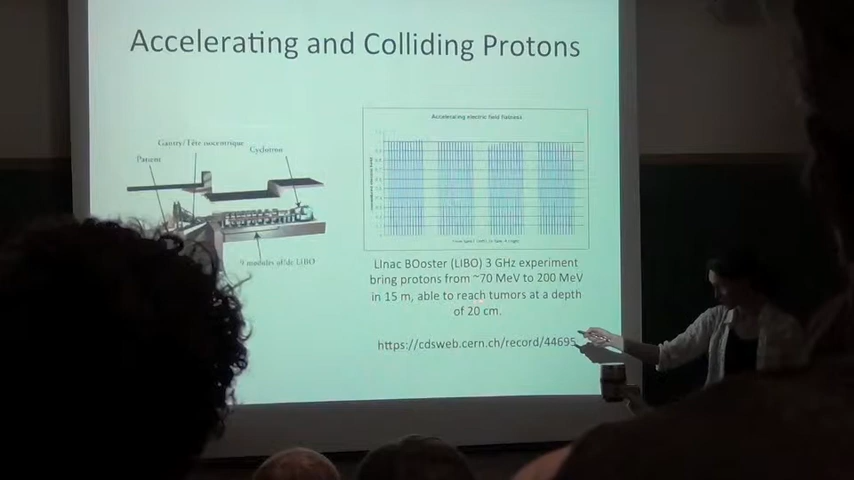 Accelerating and Colliding Protons
Gantry/Tête isocentrique
Patient
Cyclotron
9 modules
LIBO
Accelerating electric field flatness
LInac BOoster (LIBO) 3 GHz experiment
bring protons from ~70 MeV to 200 MeV
in 15 m, able to reach tumors at a depth
of 20 cm.
https://cdsweb.cern.ch/record/44695